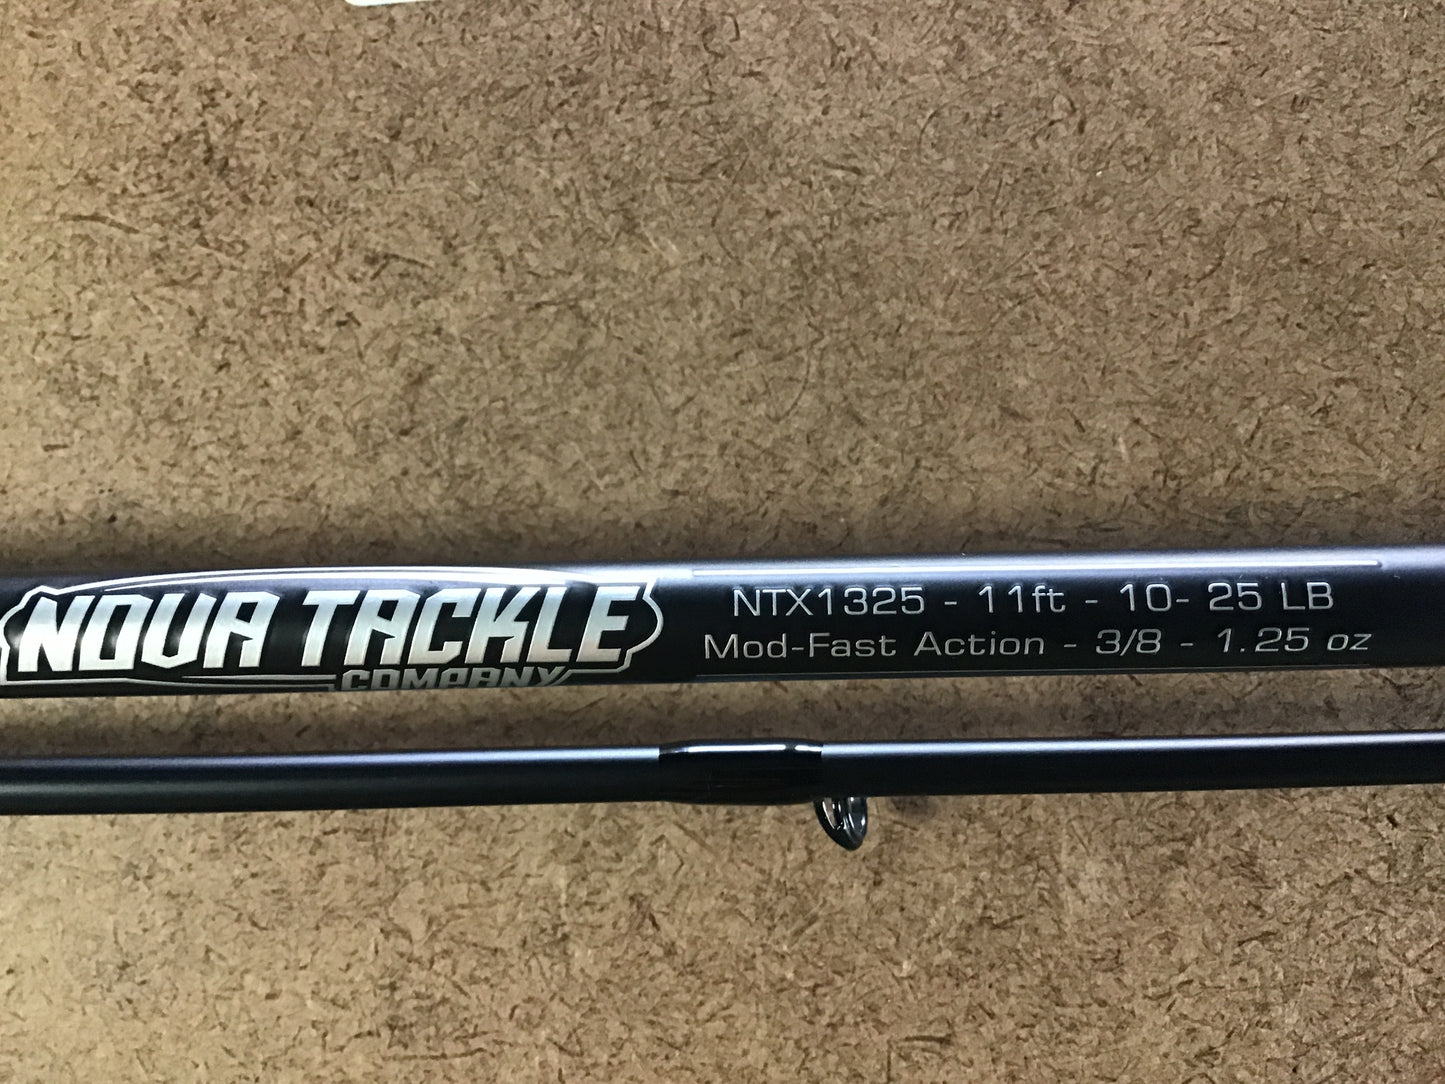 NOVA TACKLE
COMPANY
NTX1325 - 11ft - 10- 25 LB
Mod-Fast Action - 3/8 - 1.25 oz